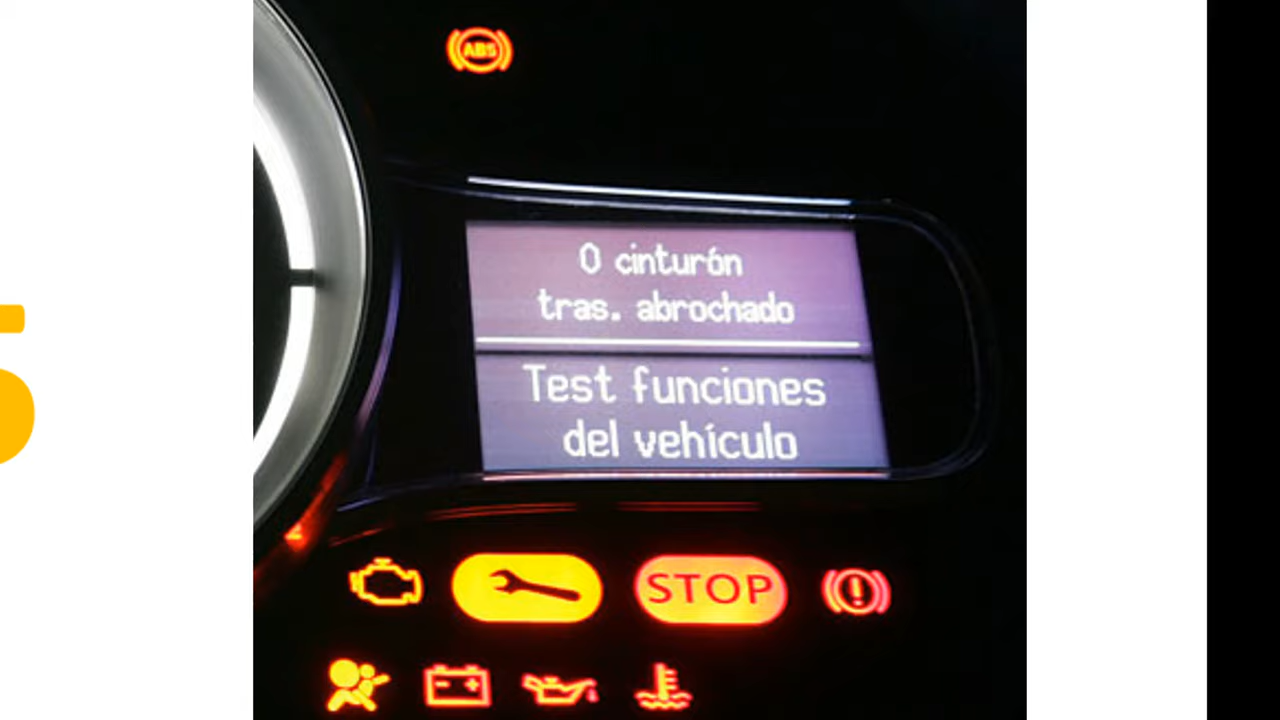 ABS
0 cinturón
tras. abrochado
Test funciones
del vehículo
STOP